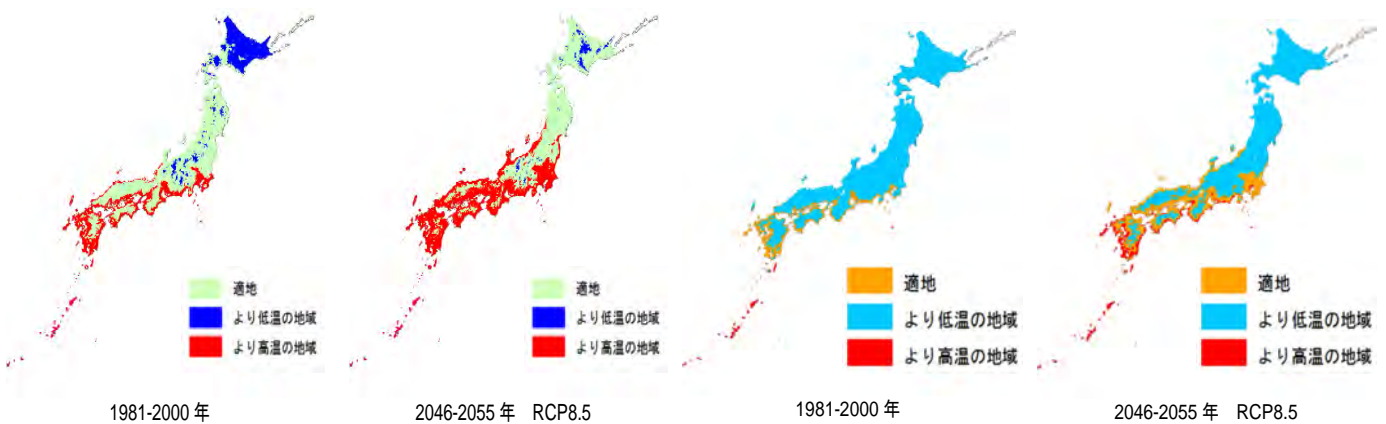 適地
より低温の地域
より高温の地域
1981-2000 年
適地
より低温の地域
より高温の地域
2046-2055 年 RCP8.5
適地
より低温の地域
より高温の地域
1981-2000 年
適地
より低温の地域
より高温の地域
2046-2055 年 RCP8.5